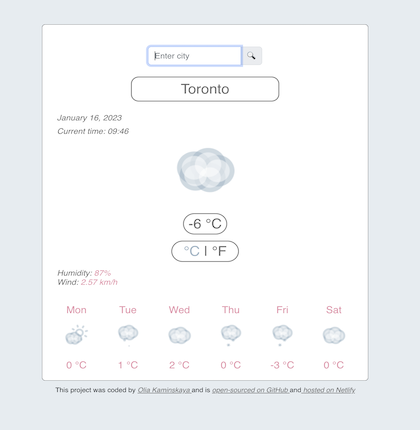 Enter city
Toronto
January 16, 2023
Current time: 09:46
-6 °C
°C | °F
Humidity: 87%
Wind: 2.57 km/h
Mon Tue Wed Thu Fri Sat
0 °C 1 °C 2 °C 0 °C -3 °C 0 °C
This project was coded by Olia Kaminskaya and is open-sourced on GitHub and hosted on Netlify